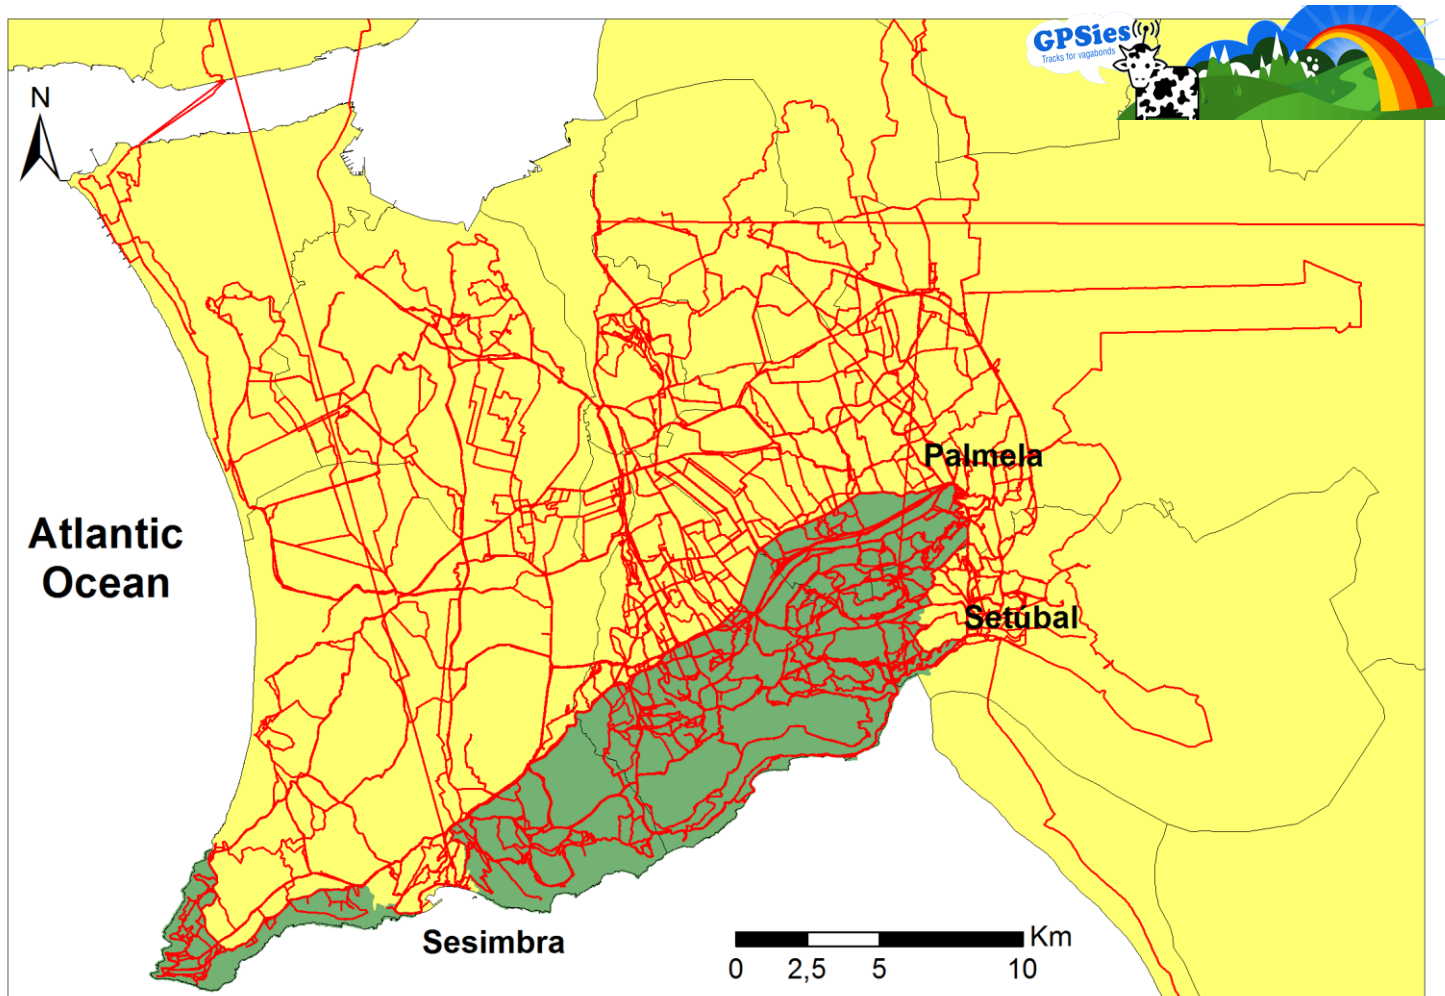 GPSies
Tracks for vagabonds
N
Palmela
Atlantic
Ocean
Setúbal
Sesimbra
Km
0 2,5 5 10